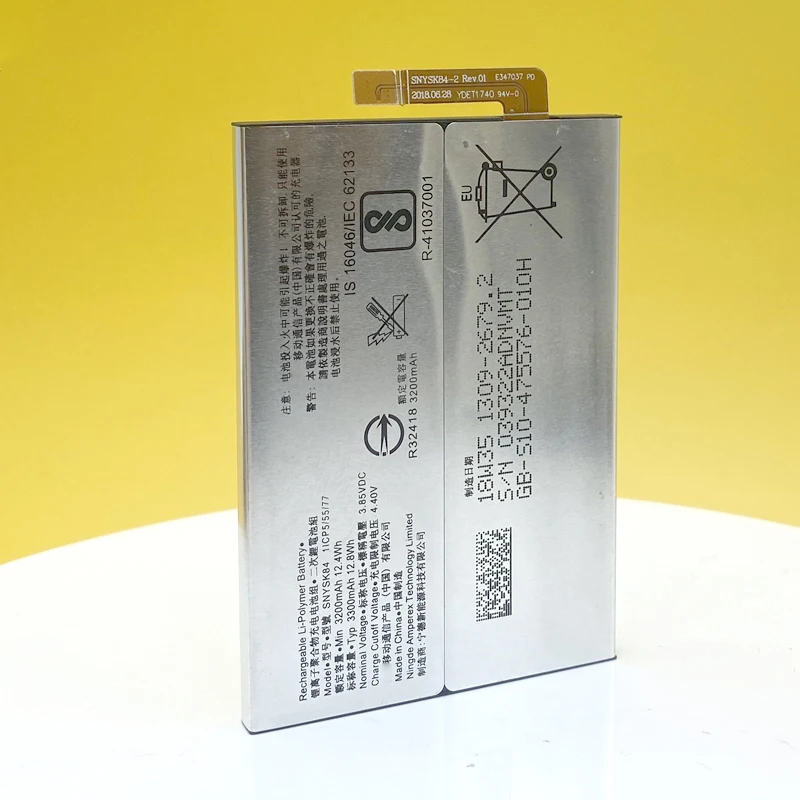 SNYSK84-2 Rev.01 E347037 PD
2018.06.28 YDET1740 94V-0
Rechargeable Li-Polymer Battery•
鋰離子聚合物充电电池組•二次鋰電池組
Model•型号•型號 SNYSK84 1ICP5/55/77
額定容量•Min 3200mAh 12.4Wh
标称容量•Typ 3300mAh 12.8Wh
Nominal Voltage•标称电压•標稱電壓 3.85VDC
Charge Cutoff Voltage•充电限制电压 4.40V
移动通信产品 (中国) 有限公司
Made in China•中国制造
Ningde Amperex Technology Limited
制造商:宁德新能源科技有限公司
R32418 3200mAh
額定電容量
注意: 电池投入火中可能引起爆炸! 不可拆卸 只能使用
移动通信产品(中国)有限公司认可的充电器
警告: 本電池如果更換不正確會有爆炸的危險,
請依製造商說明書處理用過之電池.
电池浸水后禁止使用.
IS 16046/IEC 62133
R-41037001
EU
制造日期
18W35 1309-2679.2
S/N 039322ADNVMT
GB-S10-475576-010H